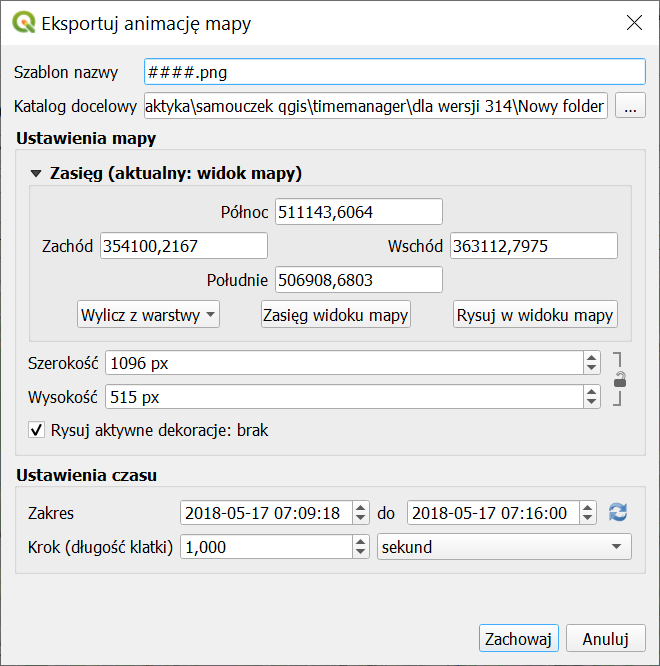 Eksportuj animację mapy
Szablon nazwy ####.png
Katalog docelowy aktyka\samouczek qgis\timemanager\dla wersji 314\Nowy folder ...
Ustawienia mapy
Zasięg (aktualny: widok mapy)
Północ 511143,6064
Zachód 354100,2167 Wschód 363112,7975
Południe 506908,6803
Wylicz z warstwy Zasięg widoku mapy Rysuj w widoku mapy
Szerokość 1096 px
Wysokość 515 px
Rysuj aktywne dekoracje: brak
Ustawienia czasu
Zakres 2018-05-17 07:09:18 do 2018-05-17 07:16:00
Krok (długość klatki) 1,000 sekund
Zachowaj Anuluj